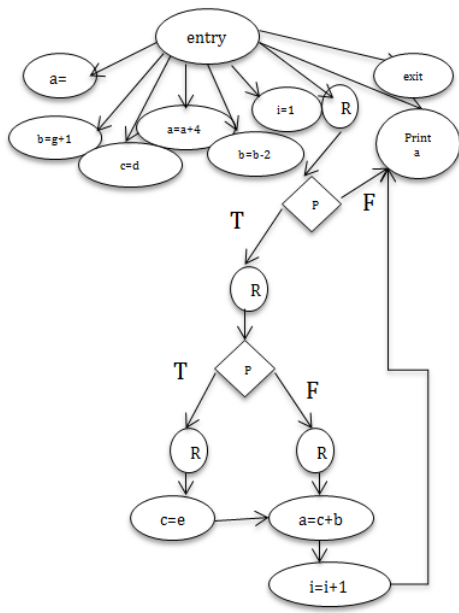 entry
a=
exit
i=1
R
b=g+1
c=d
a=a+4
b=b-2
Print
a
P
T
F
R
P
T
F
R
R
c=e
a=c+b
i=i+1